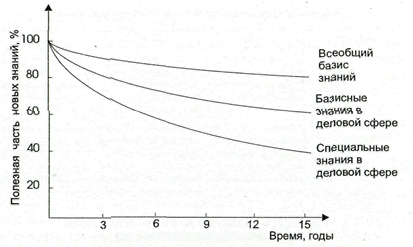 Полезная часть новых знаний, %
100
80
60
40
20
3 6 9 12 15
Время, годы
Всеобщий
базис
знаний
Базисные
знания в
деловой сфере
Специальные
знания в
деловой сфере